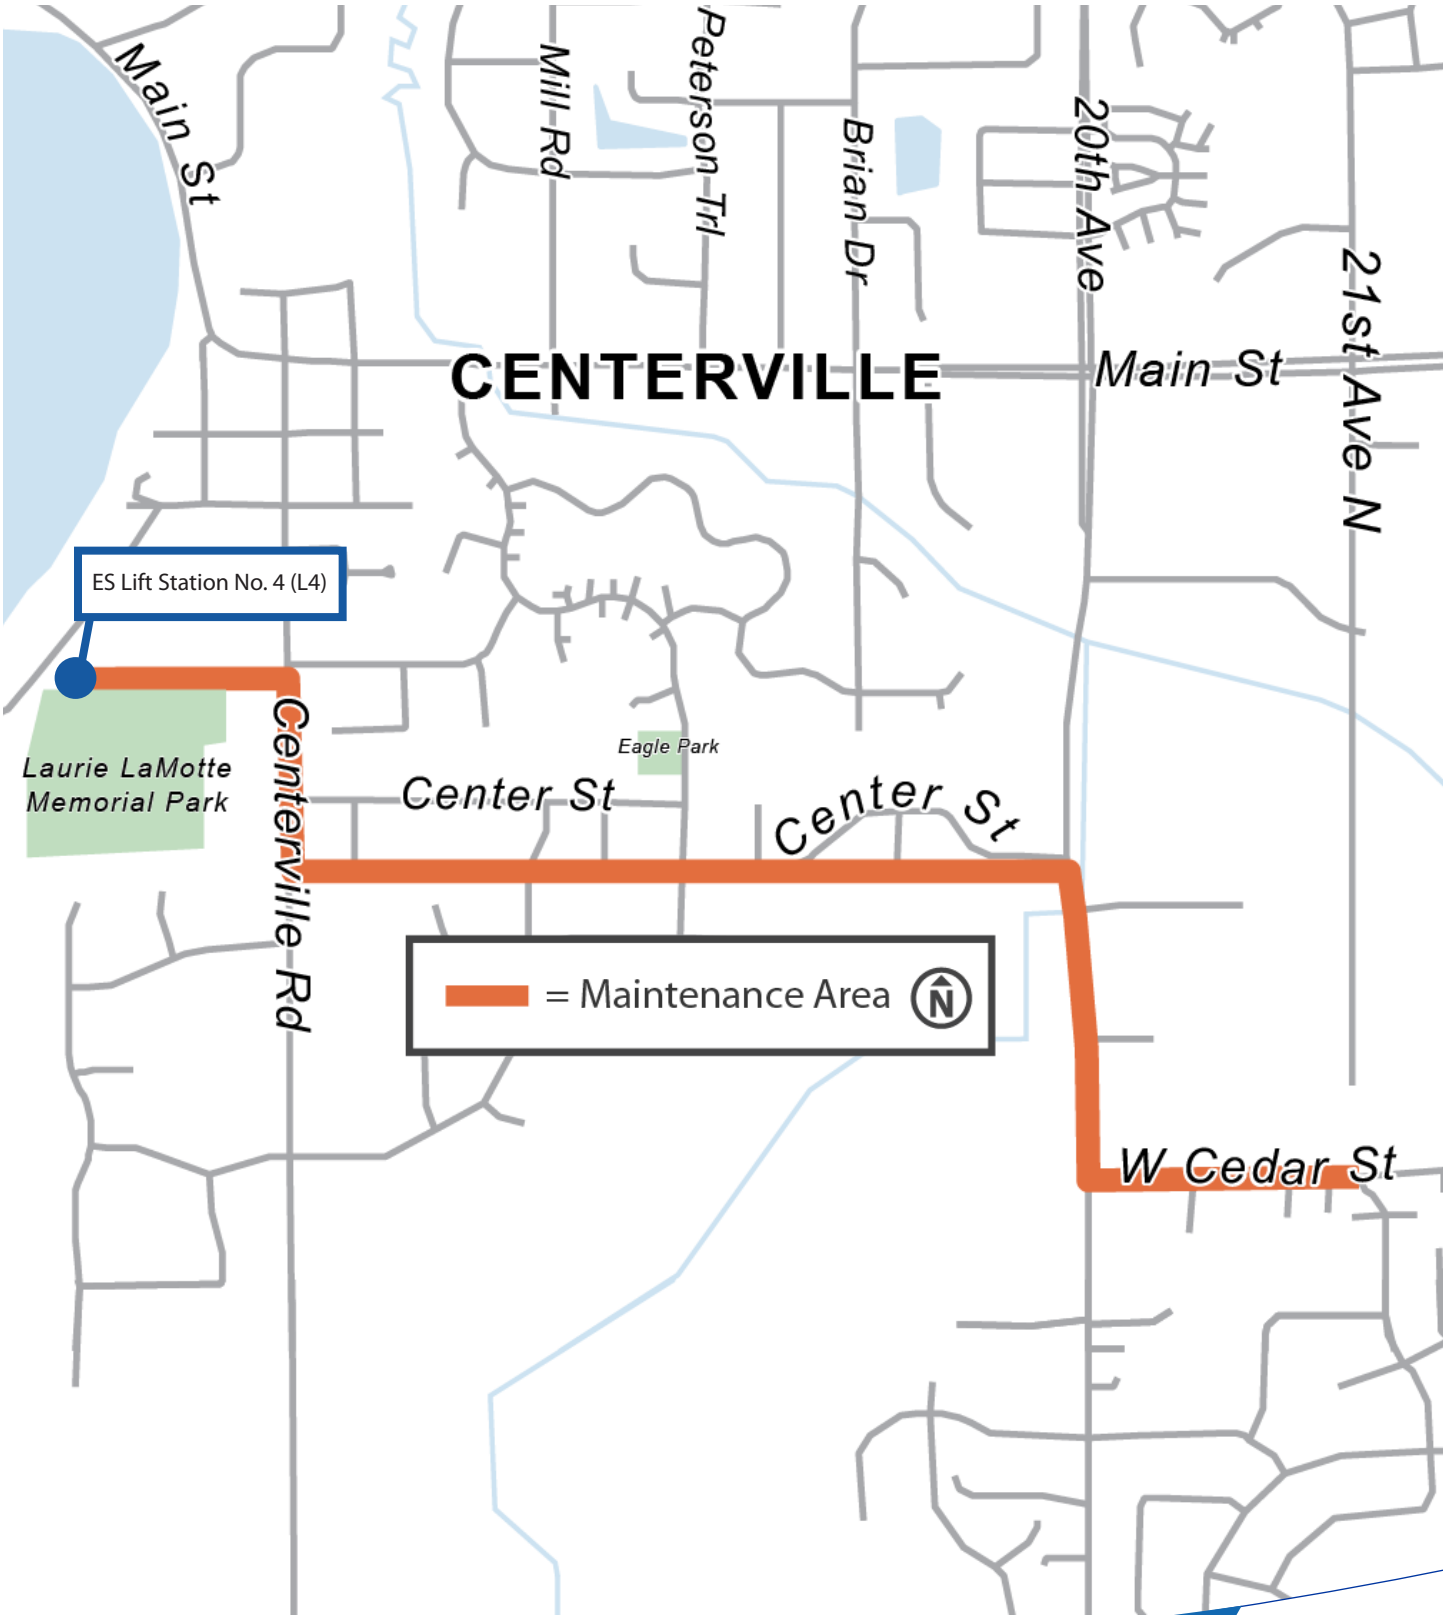 Main St
Mill Rd
Peterson Trl
Brian Dr
20th Ave
21st Ave N
CENTERVILLE
Main St
ES Lift Station No. 4 (L4)
Laurie LaMotte
Memorial Park
Centerville Rd
Eagle Park
Center St
Center St
= Maintenance Area
N
W Cedar St